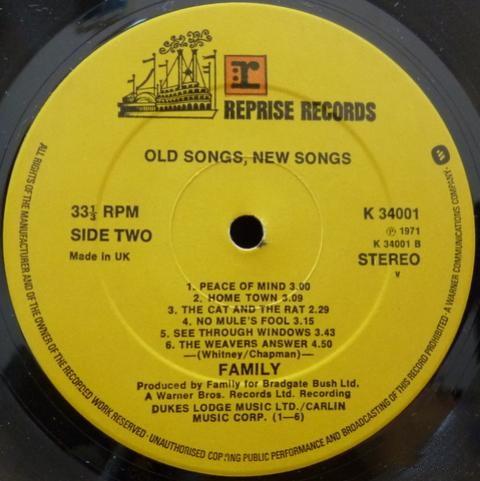 r
REPRISE RECORDS
OLD SONGS, NEW SONGS
33⅓ RPM
SIDE TWO
Made in UK
K 34001
℗ 1971
K 34001 B
STEREO
V
1. PEACE OF MIND 3.00
2. HOME TOWN 3.09
3. THE CAT AND THE RAT 2.29
4. NO MULE'S FOOL 3.15
5. SEE THROUGH WINDOWS 3.43
6. THE WEAVERS ANSWER 4.50
—(Whitney/Chapman)—
FAMILY
Produced by Family for Bradgate Bush Ltd.
A Warner Bros. Records Ltd. Recording
DUKES LODGE MUSIC LTD./CARLIN
MUSIC CORP. (1—6)
ALL RIGHTS OF THE MANUFACTURER AND OF THE OWNER OF THE RECORDED WORK RESERVED · UNAUTHORISED COPYING PUBLIC PERFORMANCE AND BROADCASTING OF THIS RECORD PROHIBITED · A WARNER COMMUNICATIONS COMPANY ·